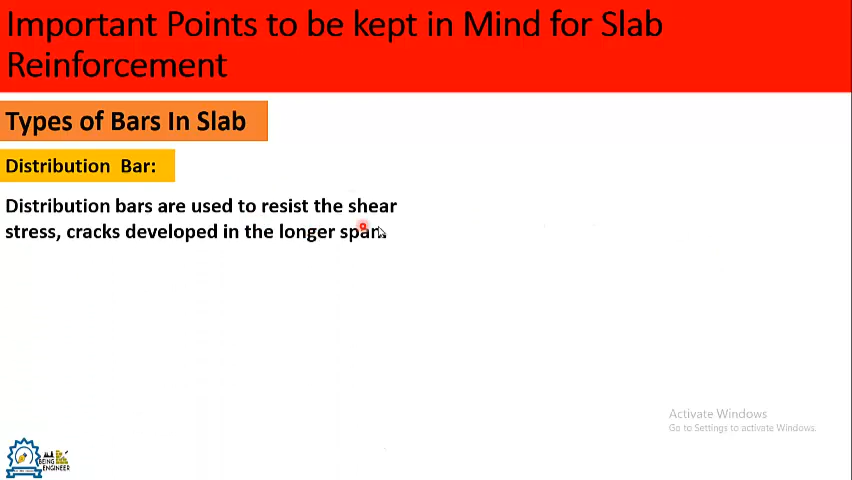 Important Points to be kept in Mind for Slab
Reinforcement
Types of Bars In Slab
Distribution Bar:
Distribution bars are used to resist the shear
stress, cracks developed in the longer span.
Activate Windows
Go to Settings to activate Windows.
BEING
ENGINEER